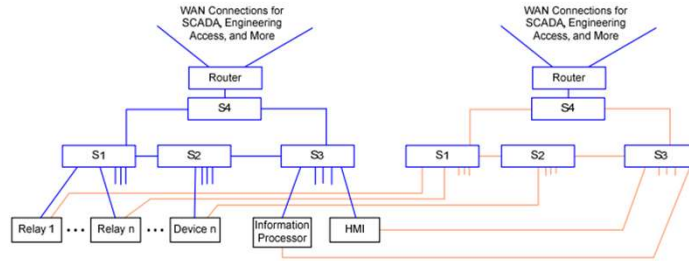 WAN Connections for
SCADA, Engineering
Access, and More
WAN Connections for
SCADA, Engineering
Access, and More
Router
Router
S4
S4
S1
S2
S3
S1
S2
S3
Relay 1
•••
Relay n
•••
Device n
Information
Processor
HMI